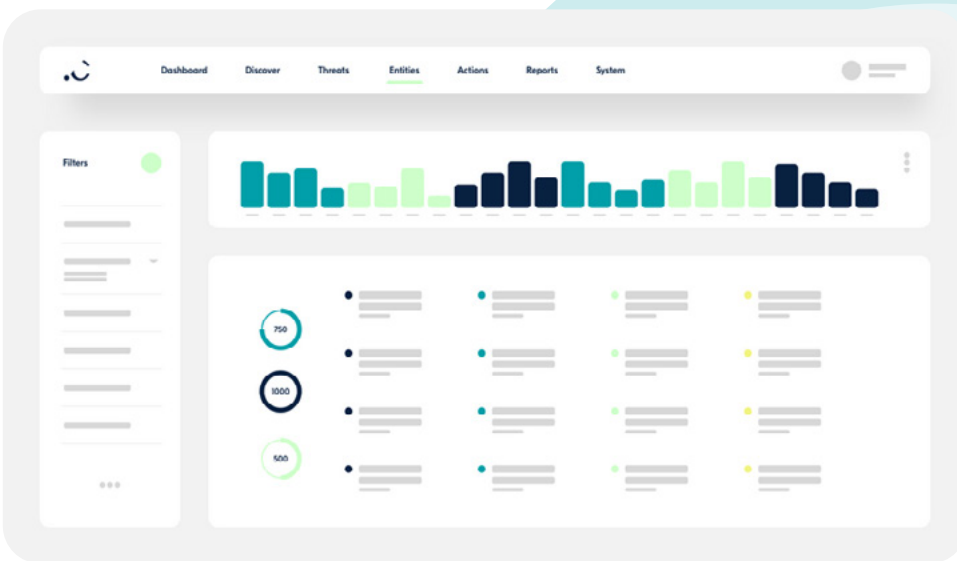 Dashboard Discover Threats Entities Actions Reports System
Filters
750
1000
500